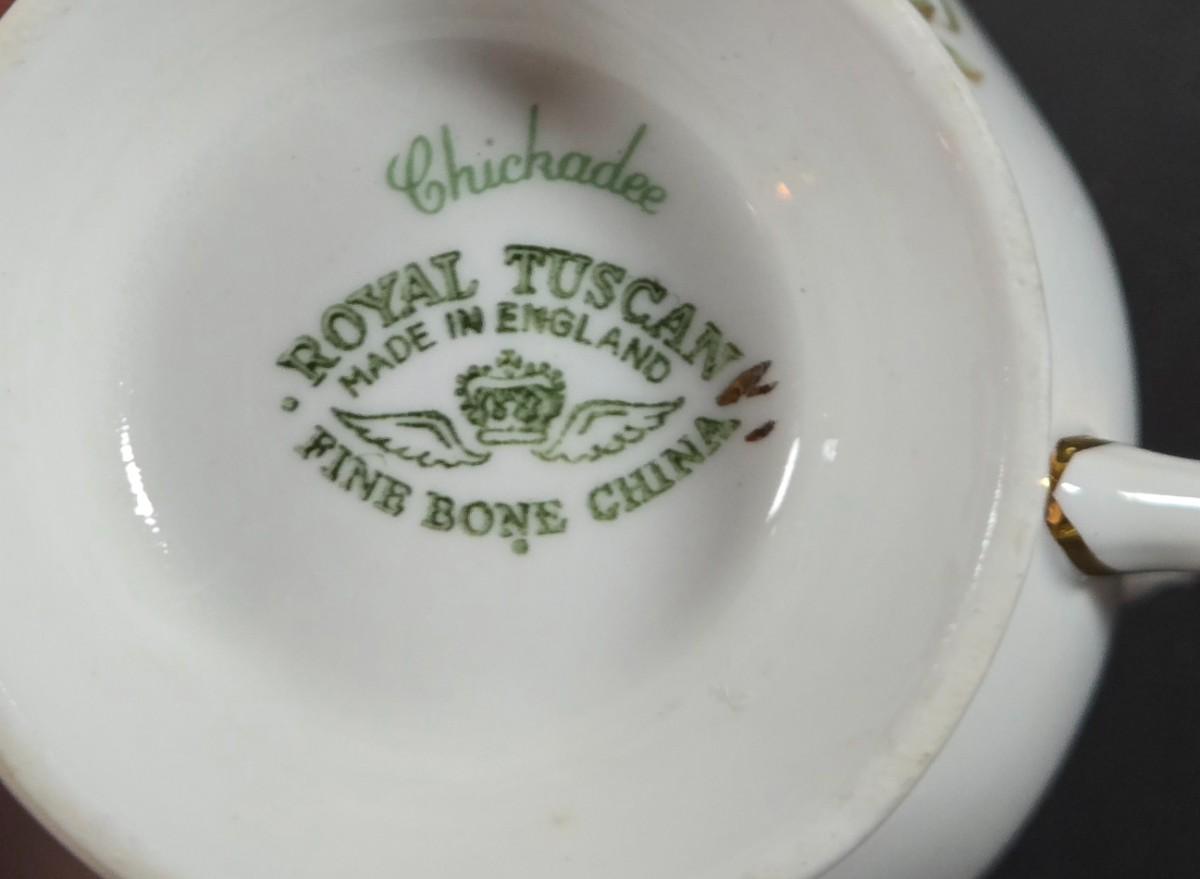 Chickadee
ROYAL TUSCAN
MADE IN ENGLAND
FINE BONE CHINA